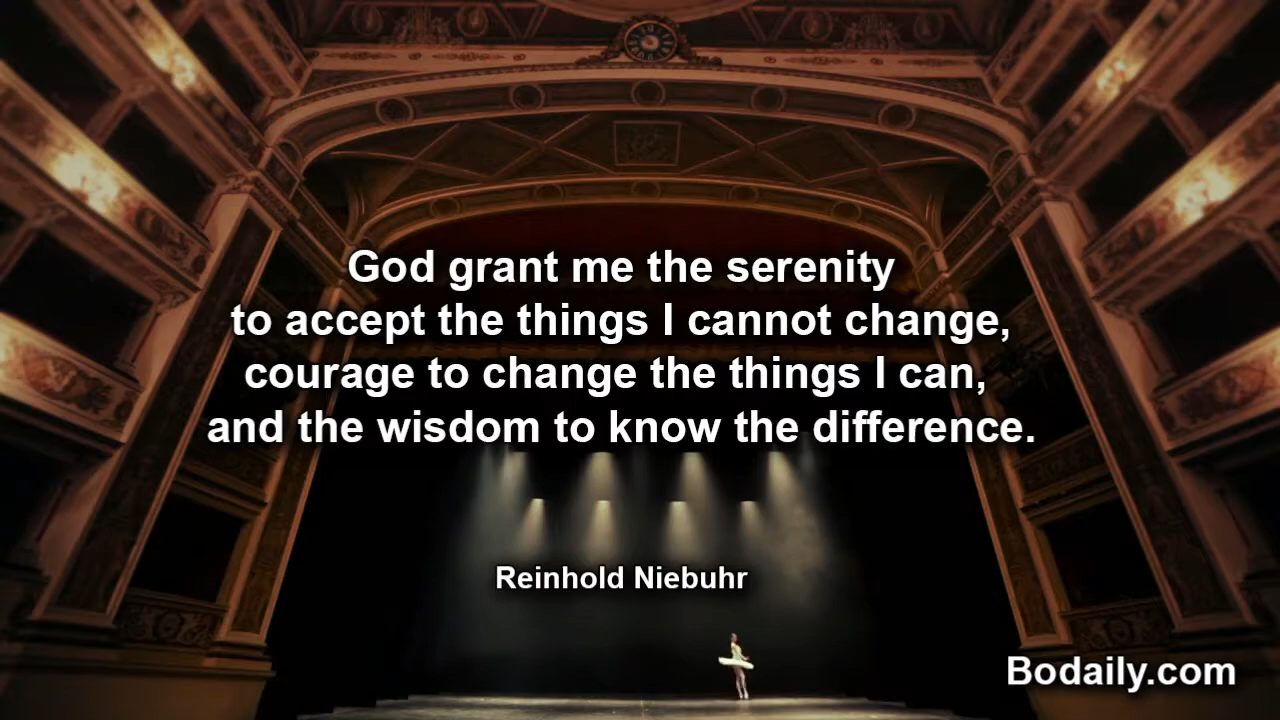 God grant me the serenity
to accept the things I cannot change,
courage to change the things I can,
and the wisdom to know the difference.
Reinhold Niebuhr
Bodaily.com